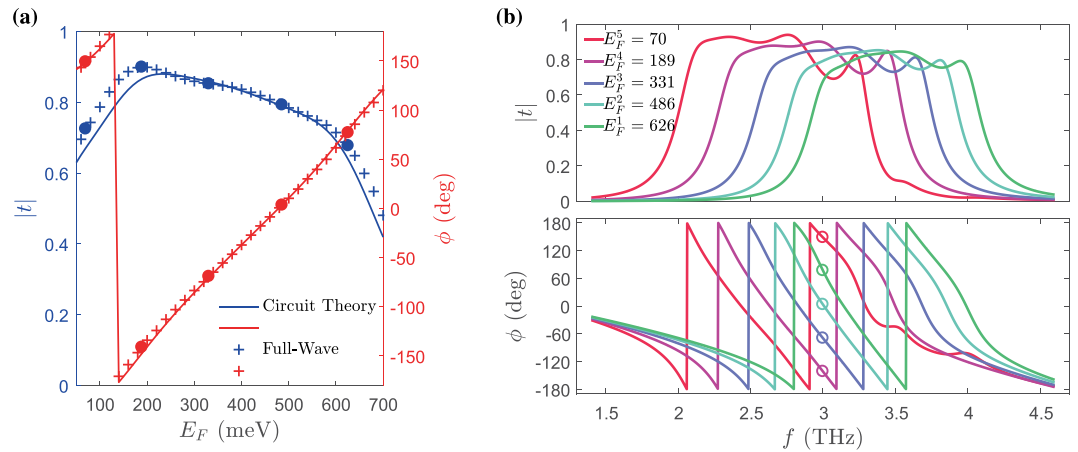 (a)
1
0.8
0.6
0.4
0.2
0
|t|
150
100
50
0
-50
-100
-150
ϕ (deg)
Circuit Theory
Full-Wave
100 200 300 400 500 600 700
E_F (meV)
(b)
1
0.8
0.6
0.4
0.2
0
|t|
E_F^5 = 70
E_F^4 = 189
E_F^3 = 331
E_F^2 = 486
E_F^1 = 626
180
120
60
0
-60
-120
-180
ϕ (deg)
1.5 2 2.5 3 3.5 4 4.5
f (THz)